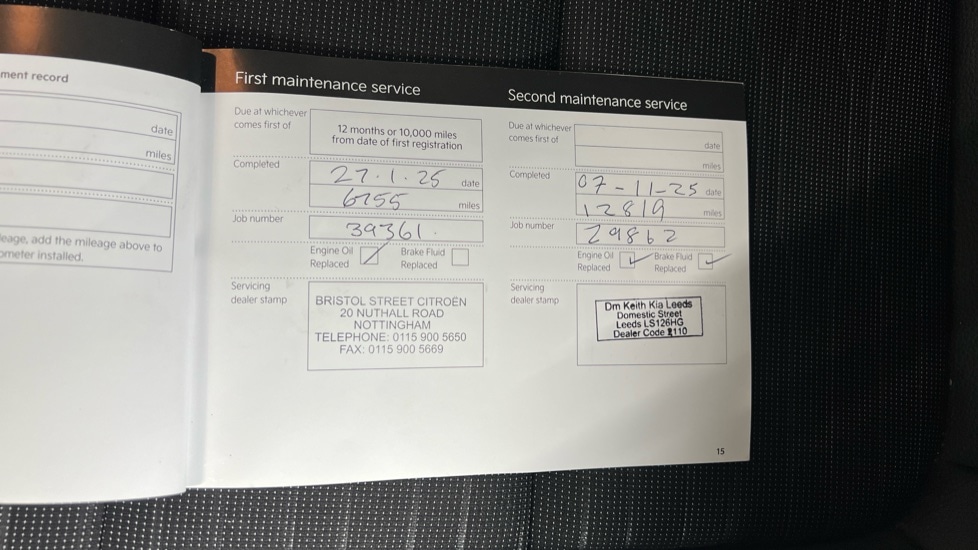 ment record
date
miles
eage, add the mileage above to
ometer installed.
First maintenance service
Due at whichever
comes first of
12 months or 10,000 miles
from date of first registration
Completed
27.1.25 date
6755 miles
Job number
39361.
Engine Oil
Replaced
Brake Fluid
Replaced
Servicing
dealer stamp
BRISTOL STREET CITROËN
20 NUTHALL ROAD
NOTTINGHAM
TELEPHONE: 0115 900 5650
FAX: 0115 900 5669
Second maintenance service
Due at whichever
comes first of
date
miles
Completed
07-11-25 date
12819 miles
Job number
29862
Engine Oil
Replaced
Brake Fluid
Replaced
Servicing
dealer stamp
Dm Keith Kia Leeds
Domestic Street
Leeds LS126HG
Dealer Code
15